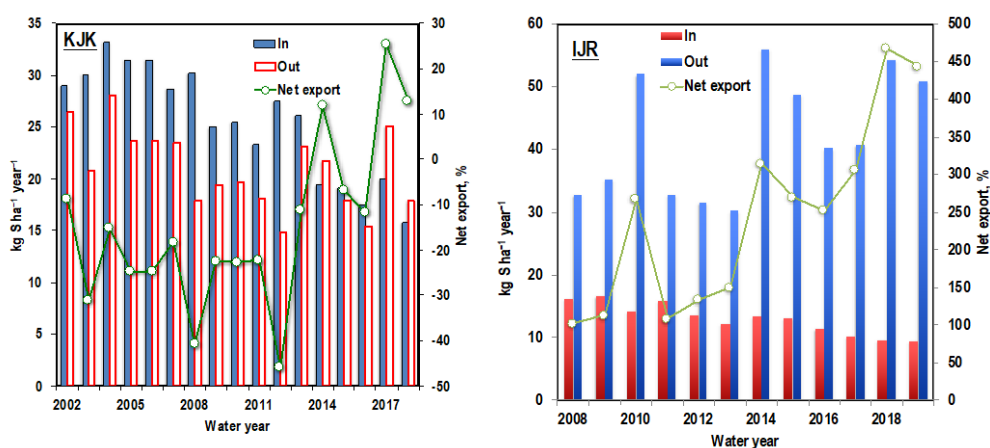 KJK
In
Out
Net export
35
30
25
20
15
10
5
0
kg S ha⁻¹ year⁻¹
30
20
10
0
-10
-20
-30
-40
-50
Net export, %
2002 2005 2008 2011 2014 2017
Water year
IJR
In
Out
Net export
60
50
40
30
20
10
0
kg S ha⁻¹ year⁻¹
500
450
400
350
300
250
200
150
100
50
0
Net export, %
2008 2010 2012 2014 2016 2018
Water year